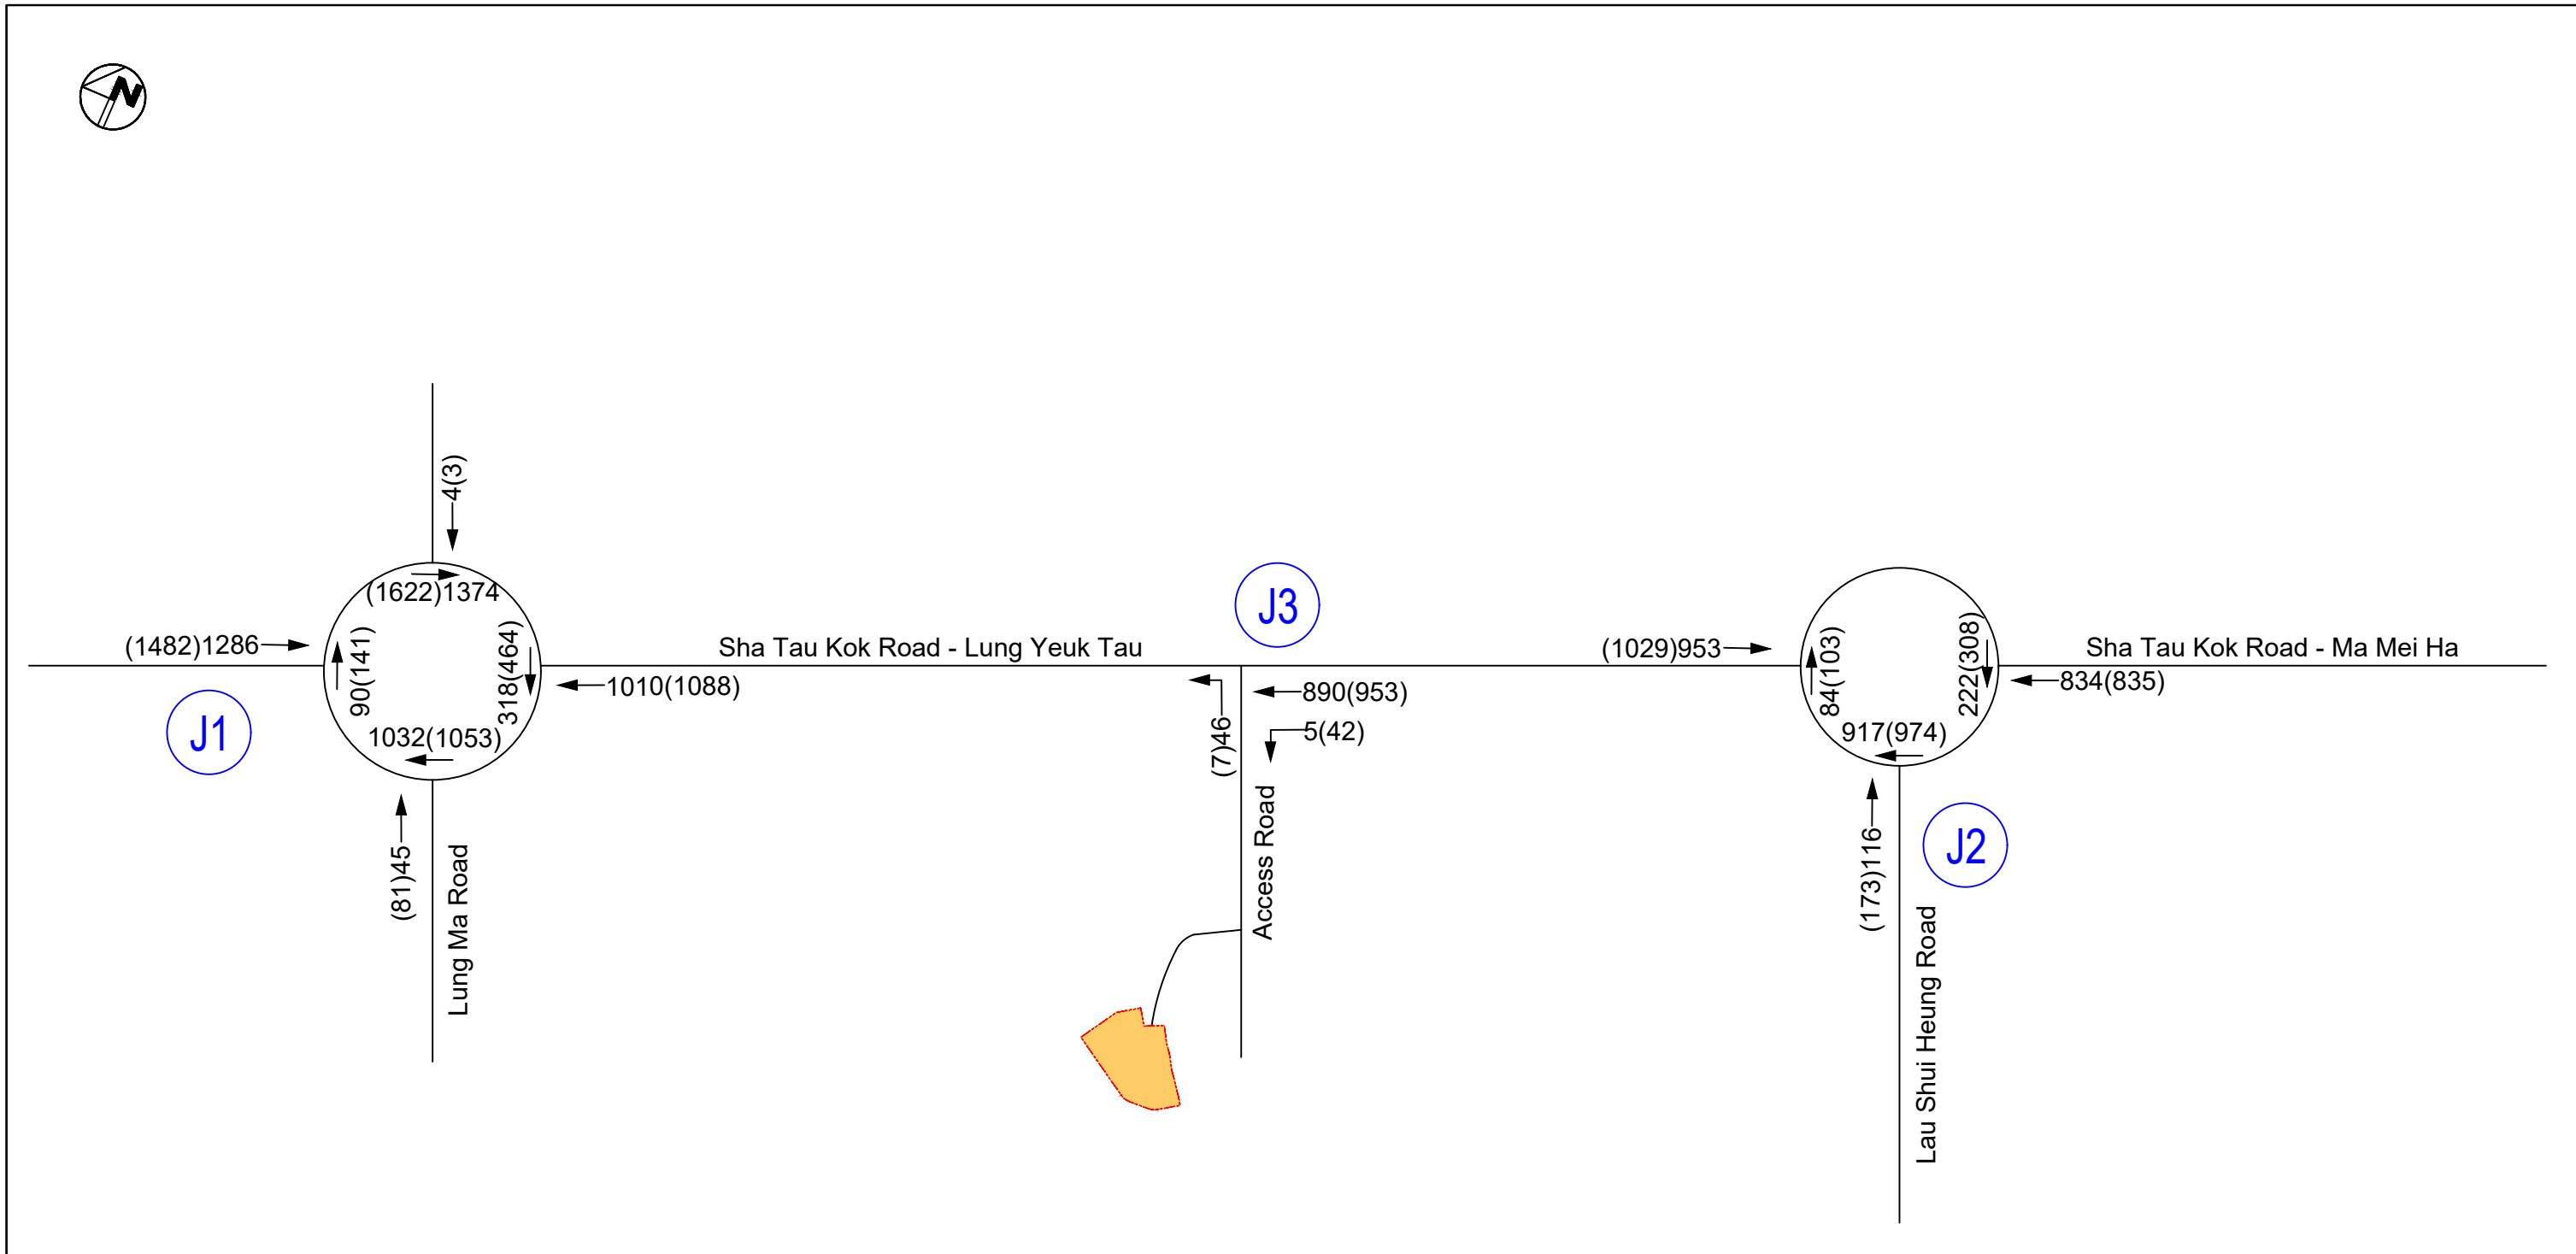 N
4(3)
(1622)1374
(1482)1286
90(141)
318(464)
1032(1053)
J1
(81)45
Lung Ma Road
Sha Tau Kok Road - Lung Yeuk Tau
1010(1088)
J3
(7)46
890(953)
5(42)
Access Road
(1029)953
84(103)
222(308)
917(974)
Sha Tau Kok Road - Ma Mei Ha
834(835)
(173)116
J2
Lau Shui Heung Road